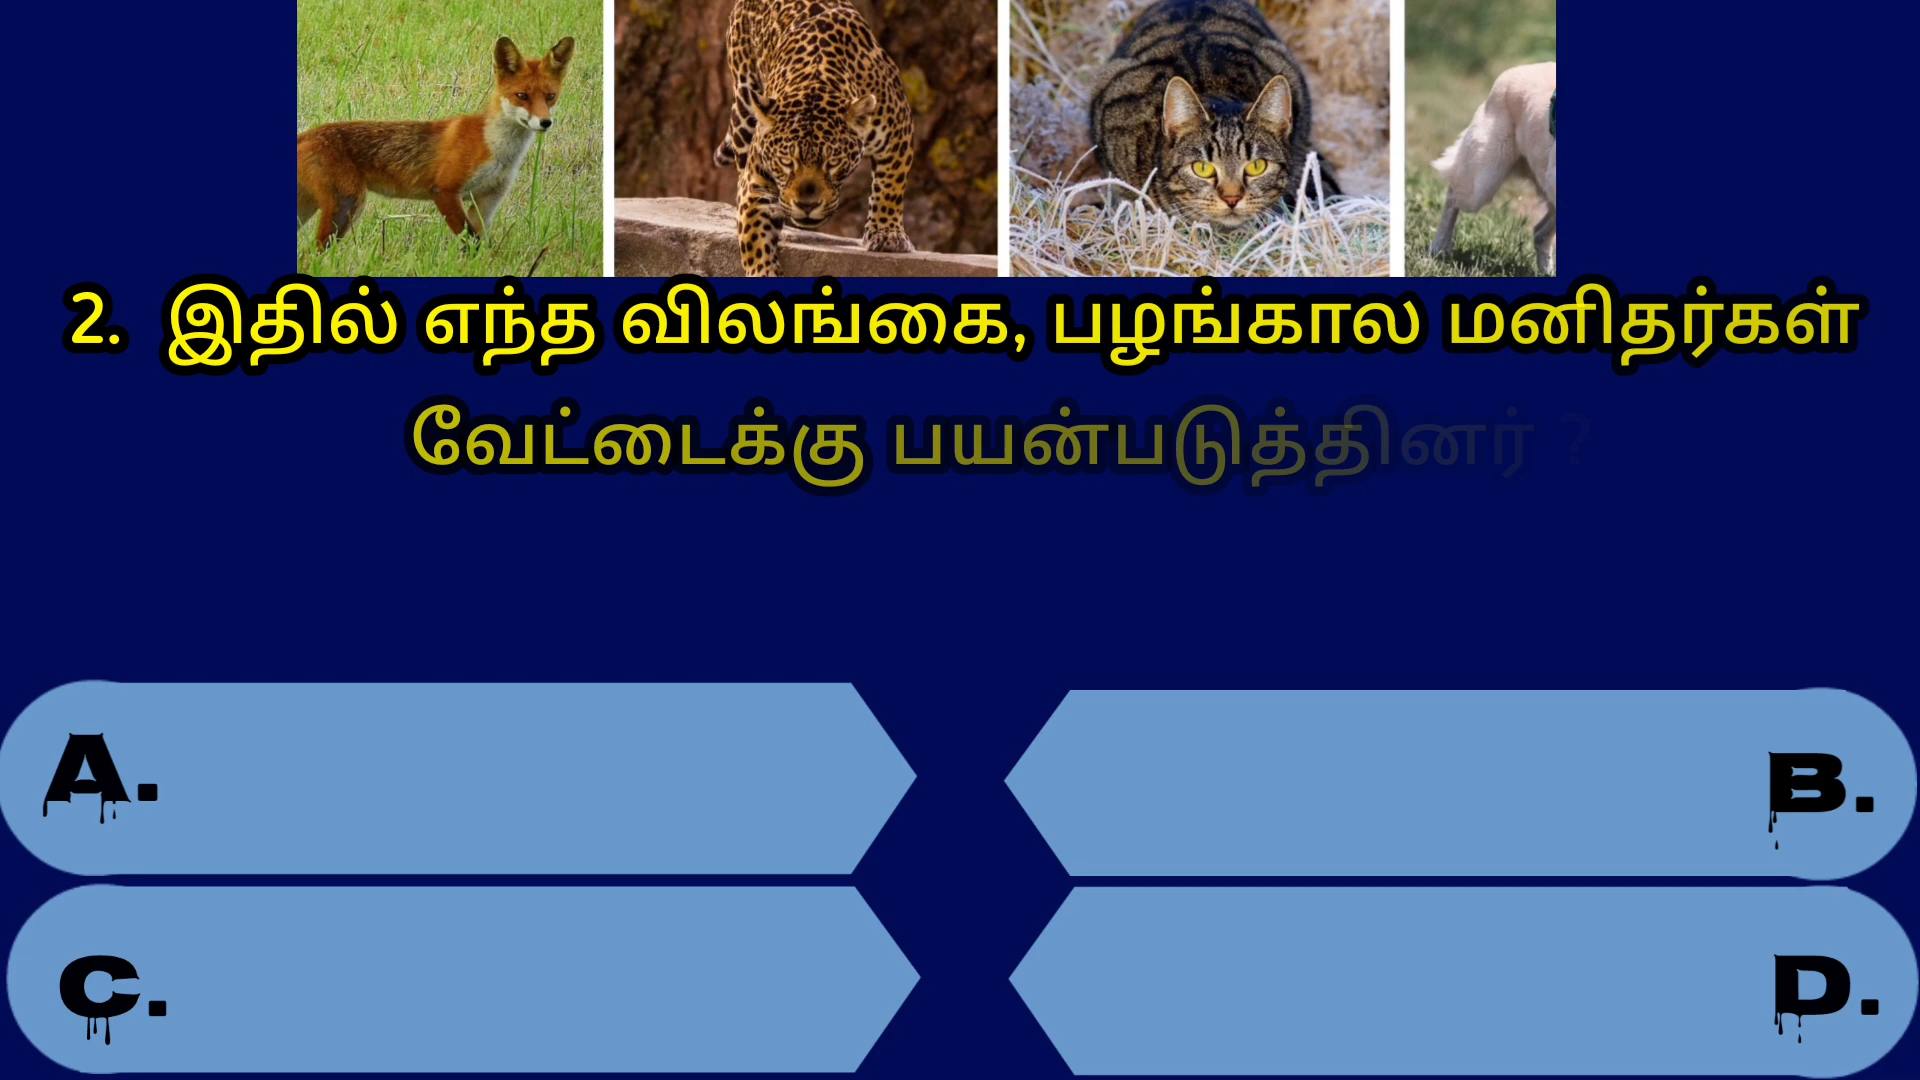 2. இதில் எந்த விலங்கை, பழங்கால மனிதர்கள்
வேட்டைக்கு பயன்படுத்தினர் ?
A.
B.
C.
D.